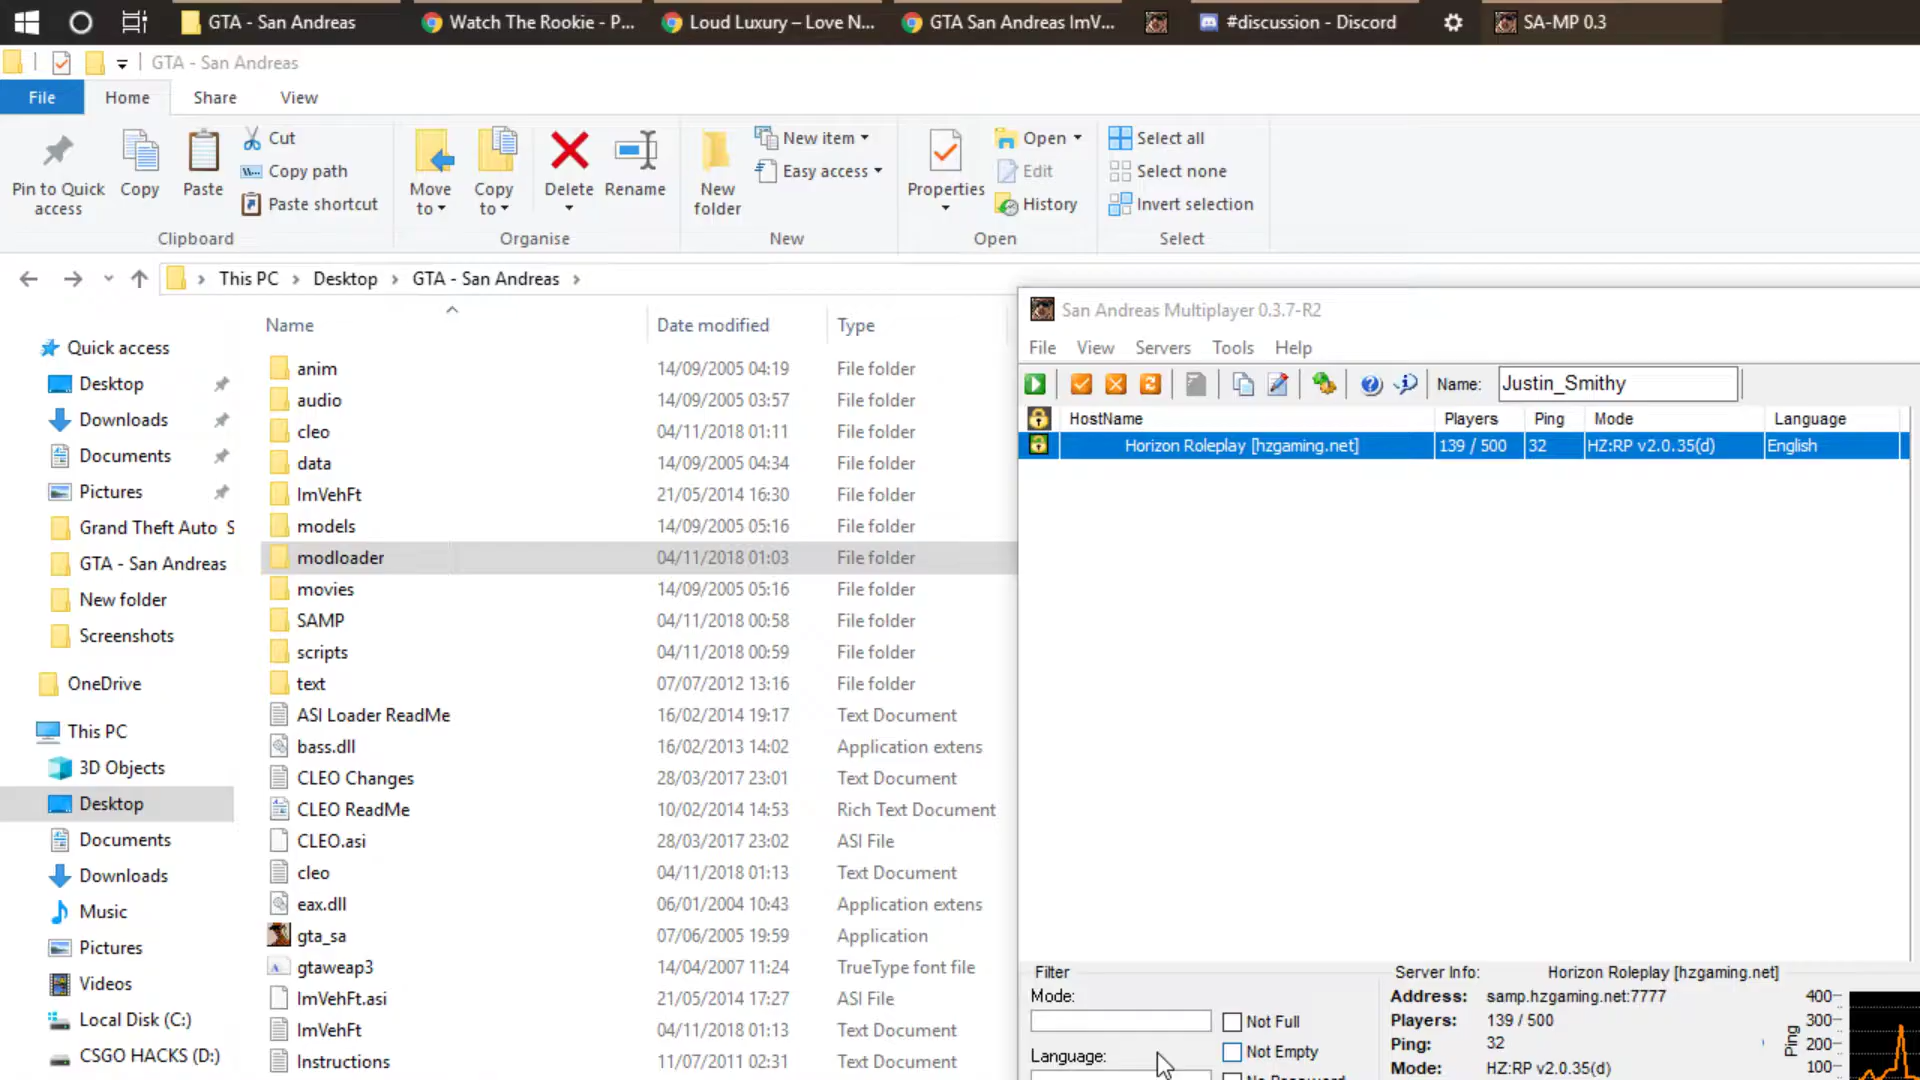 GTA - San Andreas
Watch The Rookie - P...
Loud Luxury – Love N...
GTA San Andreas ImV...
#discussion - Discord
SA-MP 0.3
GTA - San Andreas
File Home Share View
Pin to Quick access
Copy
Paste
Cut
Copy path
Paste shortcut
Clipboard
Move to
Copy to
Delete
Rename
Organise
New folder
New item
Easy access
New
Properties
Open
Edit
History
Open
Select all
Select none
Invert selection
Select
This PC > Desktop > GTA - San Andreas >
Quick access
Desktop
Downloads
Documents
Pictures
Grand Theft Auto S
GTA - San Andreas
New folder
Screenshots
OneDrive
This PC
3D Objects
Desktop
Documents
Downloads
Music
Pictures
Videos
Local Disk (C:)
CSGO HACKS (D:)
Name Date modified Type
anim 14/09/2005 04:19 File folder
audio 14/09/2005 03:57 File folder
cleo 04/11/2018 01:11 File folder
data 14/09/2005 04:34 File folder
ImVehFt 21/05/2014 16:30 File folder
models 14/09/2005 05:16 File folder
modloader 04/11/2018 01:03 File folder
movies 14/09/2005 05:16 File folder
SAMP 04/11/2018 00:58 File folder
scripts 04/11/2018 00:59 File folder
text 07/07/2012 13:16 File folder
ASI Loader ReadMe 16/02/2014 19:17 Text Document
bass.dll 16/02/2013 14:02 Application extens
CLEO Changes 28/03/2017 23:01 Text Document
CLEO ReadMe 10/02/2014 14:53 Rich Text Document
CLEO.asi 28/03/2017 23:02 ASI File
cleo 04/11/2018 01:13 Text Document
eax.dll 06/01/2004 10:43 Application extens
gta_sa 07/06/2005 19:59 Application
gtaweap3 14/04/2007 11:24 TrueType font file
ImVehFt.asi 21/05/2014 17:27 ASI File
ImVehFt 04/11/2018 01:13 Text Document
Instructions 11/07/2011 02:31 Text Document
San Andreas Multiplayer 0.3.7-R2
File View Servers Tools Help
Name: Justin_Smithy
HostName Players Ping Mode Language
Horizon Roleplay [hzgaming.net] 139 / 500 32 HZ:RP v2.0.35(d) English
Filter
Mode:
Not Full
Language:
Not Empty
Server Info: Horizon Roleplay [hzgaming.net]
Address: samp.hzgaming.net:7777
Players: 139 / 500
Ping: 32
Mode: HZ:RP v2.0.35(d)
Ping
400
300
200
100